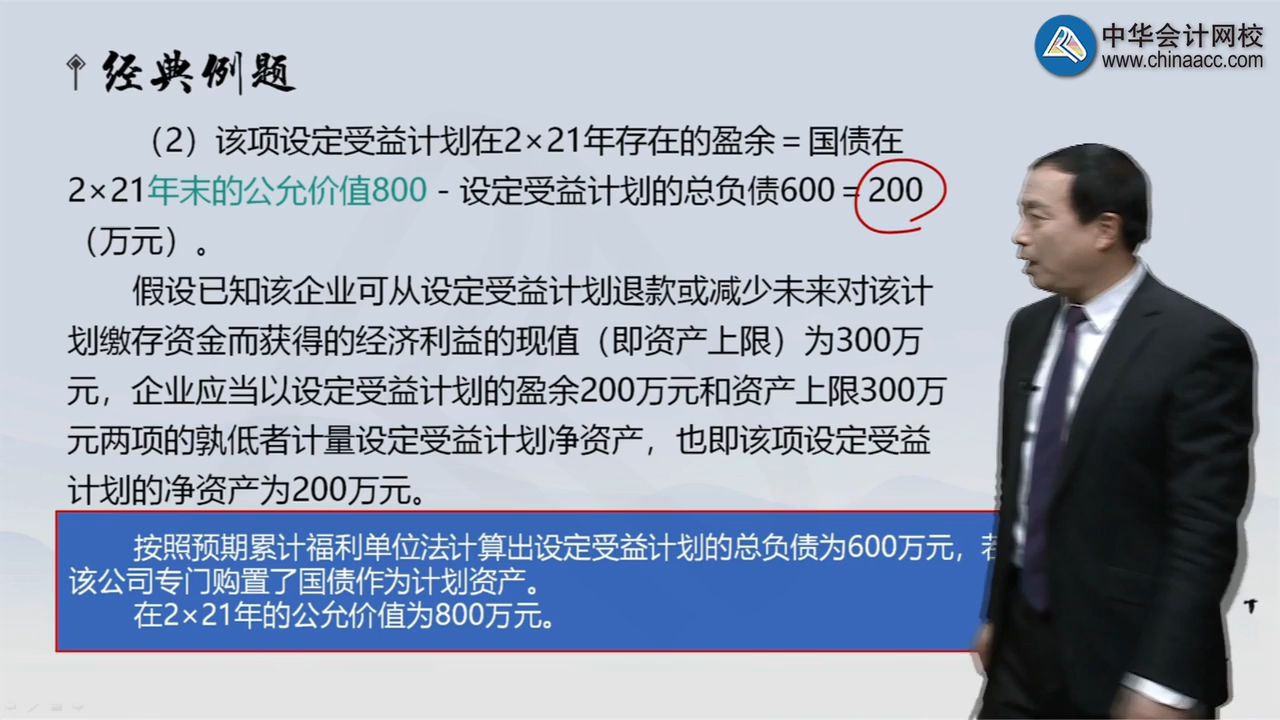 中华会计网校
www.chinaacc.com
经典例题
（2）该项设定受益计划在2×21年存在的盈余＝国债在
2×21年末的公允价值800－设定受益计划的总负债600＝200
（万元）。
假设已知该企业可从设定受益计划退款或减少未来对该计
划缴存资金而获得的经济利益的现值（即资产上限）为300万
元，企业应当以设定受益计划的盈余200万元和资产上限300万
元两项的孰低者计量设定受益计划净资产，也即该项设定受益
计划的净资产为200万元。
按照预期累计福利单位法计算出设定受益计划的总负债为600万元，若
该公司专门购置了国债作为计划资产。
在2×21年的公允价值为800万元。